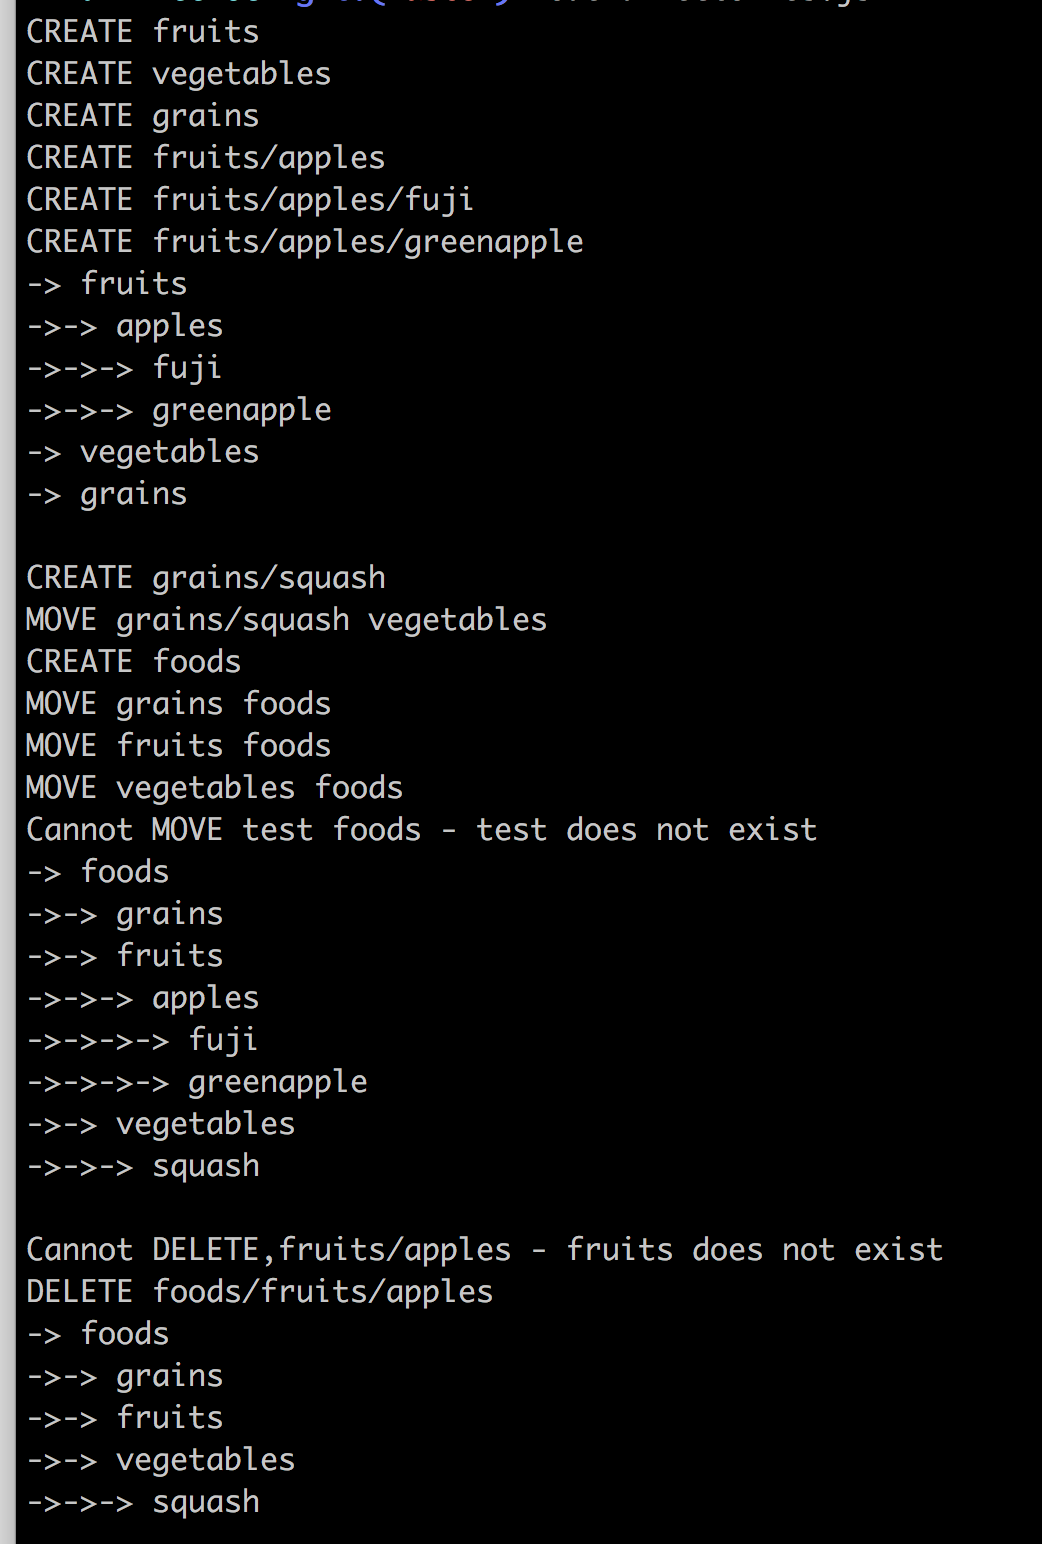 CREATE fruits
CREATE vegetables
CREATE grains
CREATE fruits/apples
CREATE fruits/apples/fuji
CREATE fruits/apples/greenapple
-> fruits
->-> apples
->->-> fuji
->->-> greenapple
-> vegetables
-> grains
CREATE grains/squash
MOVE grains/squash vegetables
CREATE foods
MOVE grains foods
MOVE fruits foods
MOVE vegetables foods
Cannot MOVE test foods - test does not exist
-> foods
->-> grains
->-> fruits
->->-> apples
->->->-> fuji
->->->-> greenapple
->-> vegetables
->->-> squash
Cannot DELETE,fruits/apples - fruits does not exist
DELETE foods/fruits/apples
-> foods
->-> grains
->-> fruits
->-> vegetables
->->-> squash